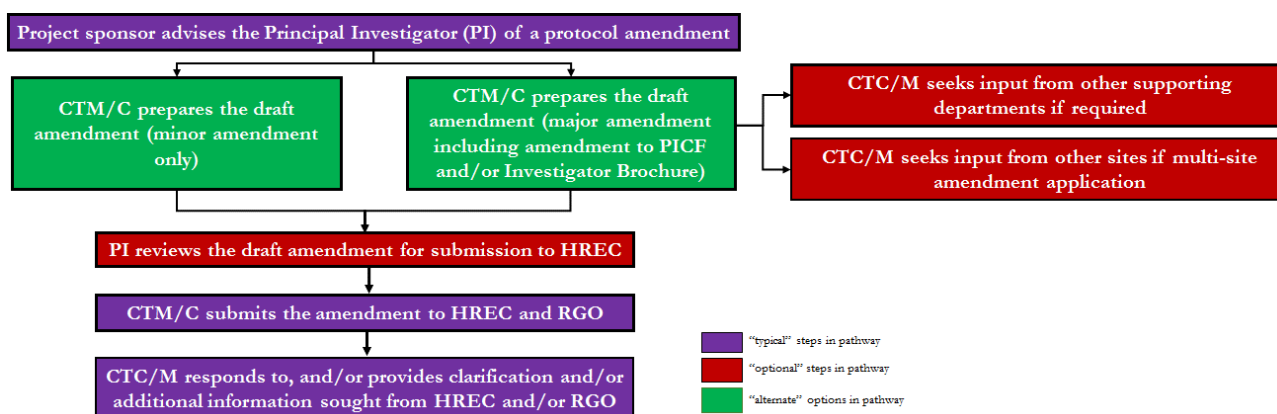 Project sponsor advises the Principal Investigator (PI) of a protocol amendment
CTM/C prepares the draft
amendment (minor amendment
only)
CTM/C prepares the draft
amendment (major amendment
including amendment to PICF
and/or Investigator Brochure)
CTC/M seeks input from other supporting
departments if required
CTC/M seeks input from other sites if multi-site
amendment application
PI reviews the draft amendment for submission to HREC
CTM/C submits the amendment to HREC and RGO
CTC/M responds to, and/or provides clarification and/or
additional information sought from HREC and/or RGO
“typical” steps in pathway
“optional” steps in pathway
“alternate” options in pathway